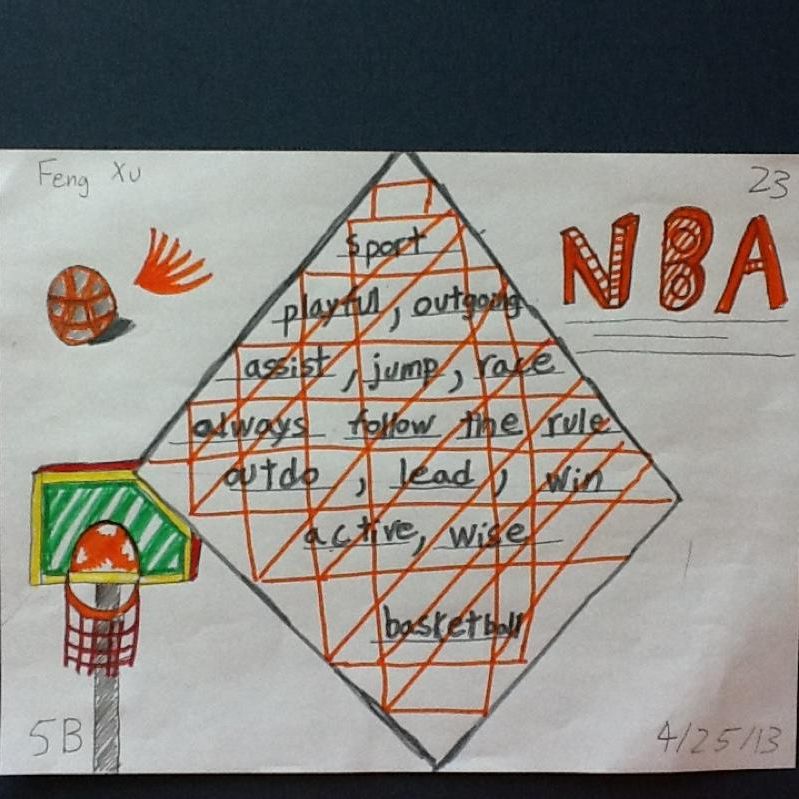 Feng Xu
23
NBA
sport
playful, outgoing
assist, jump, race
always follow the rule
outdo, lead, win
active, wise
basketball
5B
4/25/13